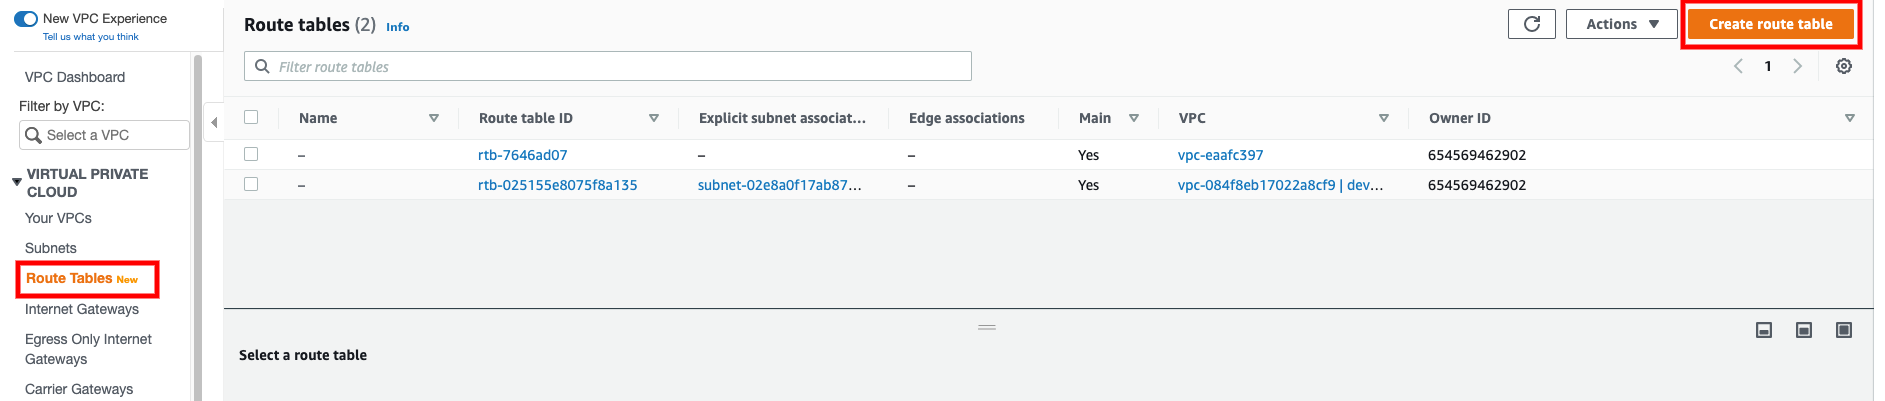 New VPC Experience
Tell us what you think
VPC Dashboard
Filter by VPC:
Select a VPC
VIRTUAL PRIVATE
CLOUD
Your VPCs
Subnets
Route Tables New
Internet Gateways
Egress Only Internet
Gateways
Carrier Gateways
Route tables (2) Info
Actions
Create route table
Filter route tables
1
Name Route table ID Explicit subnet associat... Edge associations Main VPC Owner ID
– rtb-7646ad07 – – Yes vpc-eaafc397 654569462902
– rtb-025155e8075f8a135 subnet-02e8a0f17ab87... – Yes vpc-084f8eb17022a8cf9 | dev... 654569462902
Select a route table